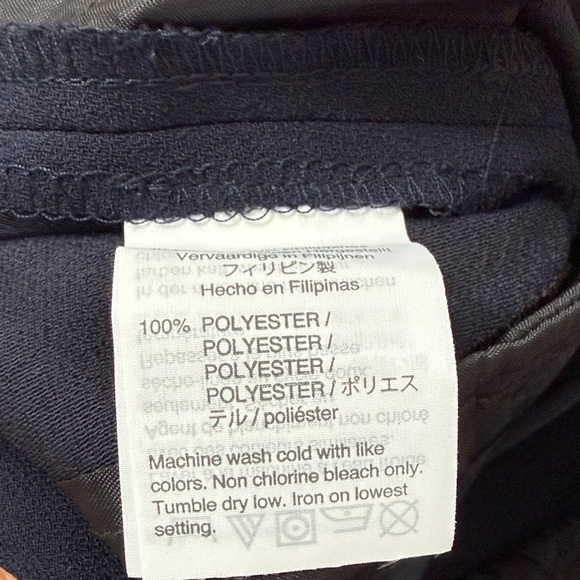 Vervaardigd in Filipijnen
フィリピン製
Hecho en Filipinas
100% POLYESTER /
POLYESTER /
POLYESTER /
POLYESTER / ポリエス
テル / poliéster
Machine wash cold with like
colors. Non chlorine bleach only.
Tumble dry low. Iron on lowest
setting.